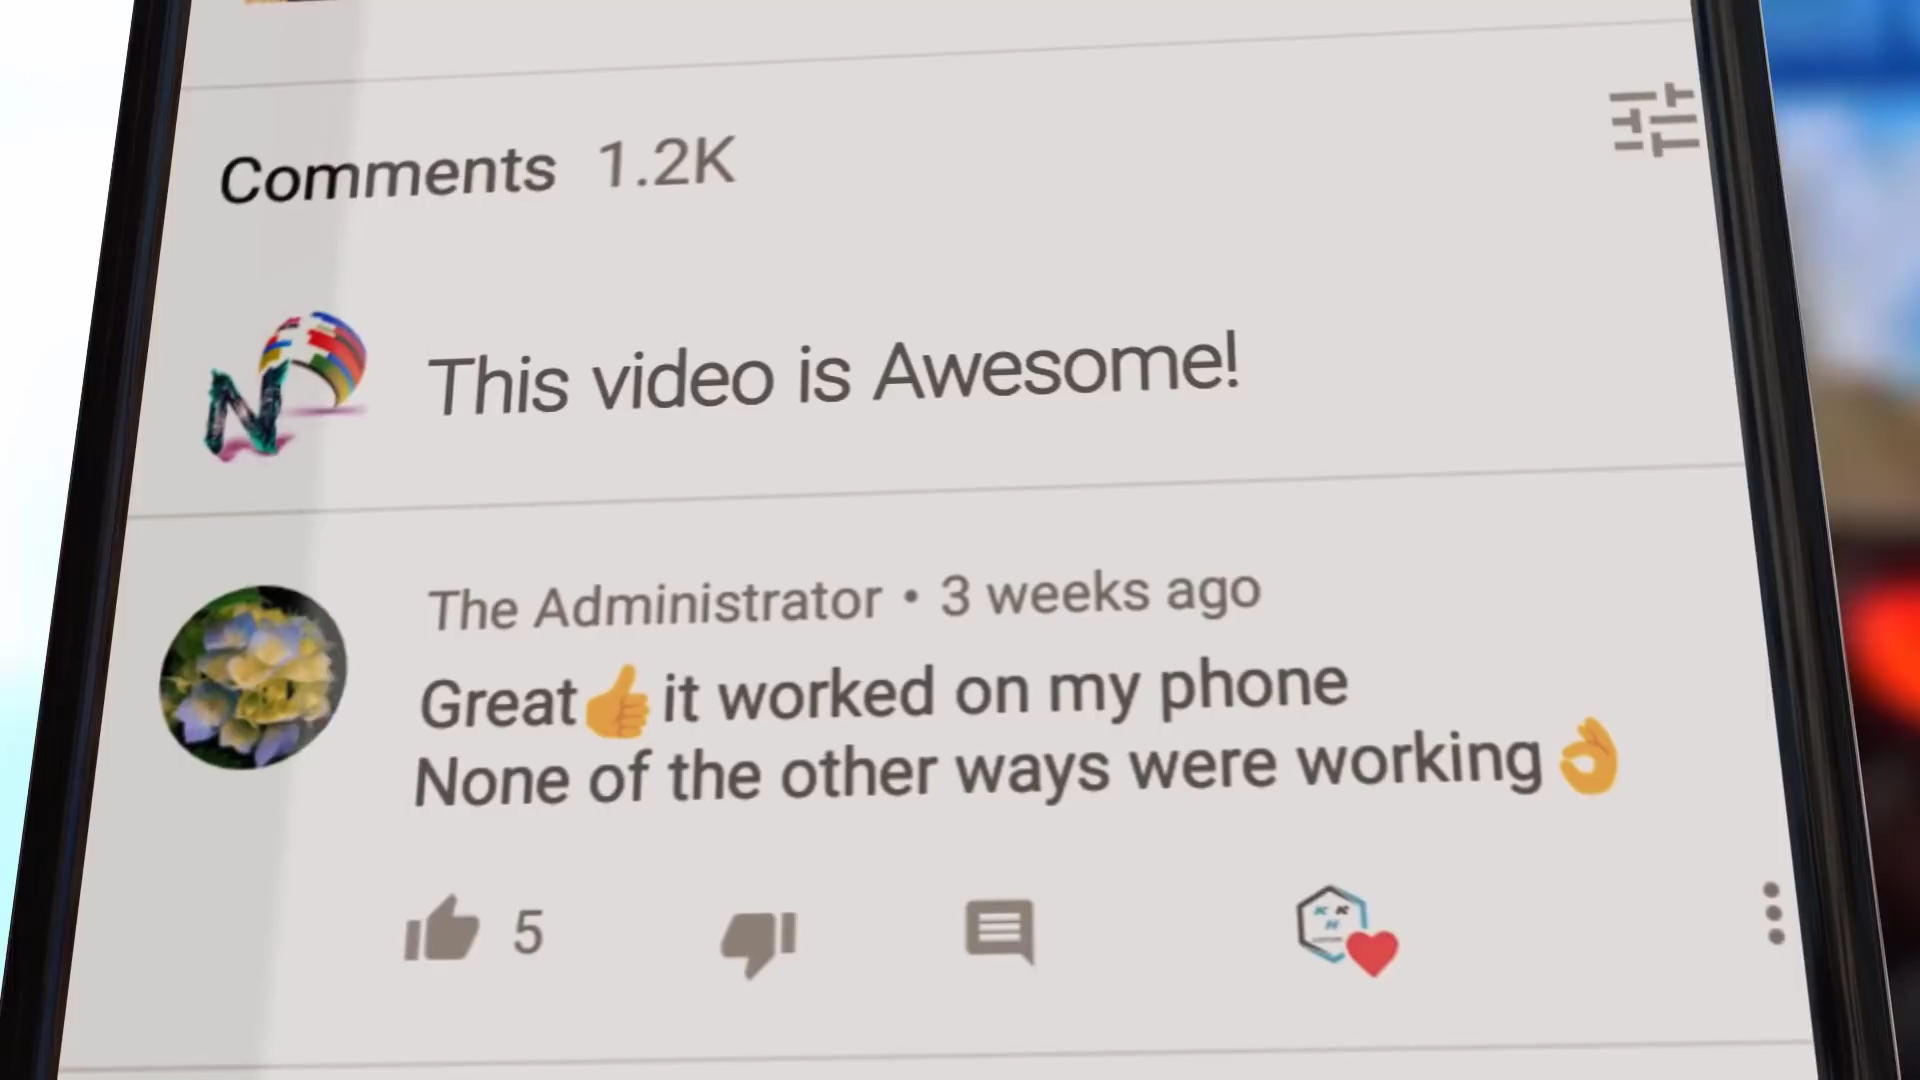 Comments 1.2K
This video is Awesome!
The Administrator • 3 weeks ago
Great👍it worked on my phone
None of the other ways were working👌
5